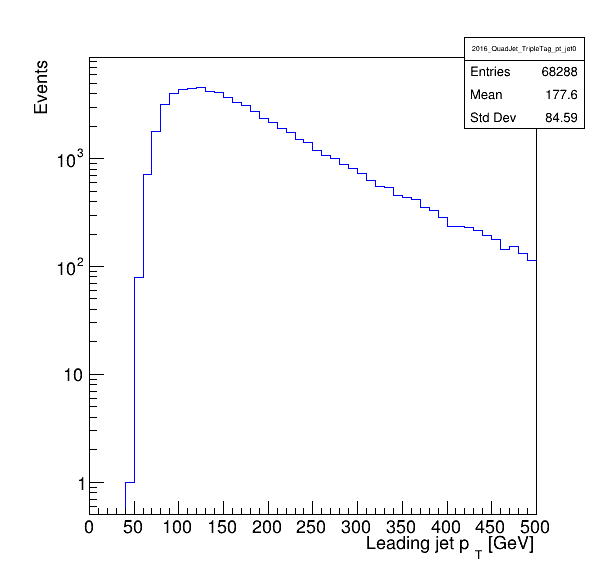 2016_QuadJet_TripleTag_pt_jet0
Entries 68288
Mean 177.6
Std Dev 84.59
Events
10³
10²
10
1
0 50 100 150 200 250 300 350 400 450 500
Leading jet p_T [GeV]